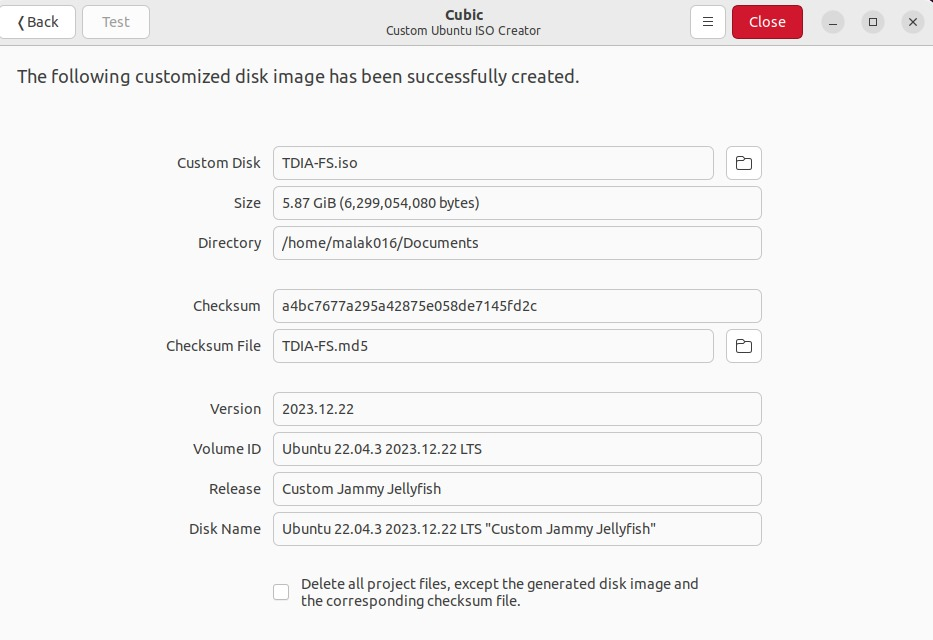 Back
Test
Cubic
Custom Ubuntu ISO Creator
Close
The following customized disk image has been successfully created.
Custom Disk TDIA-FS.iso
Size 5.87 GiB (6,299,054,080 bytes)
Directory /home/malak016/Documents
Checksum a4bc7677a295a42875e058de7145fd2c
Checksum File TDIA-FS.md5
Version 2023.12.22
Volume ID Ubuntu 22.04.3 2023.12.22 LTS
Release Custom Jammy Jellyfish
Disk Name Ubuntu 22.04.3 2023.12.22 LTS "Custom Jammy Jellyfish"
Delete all project files, except the generated disk image and
the corresponding checksum file.